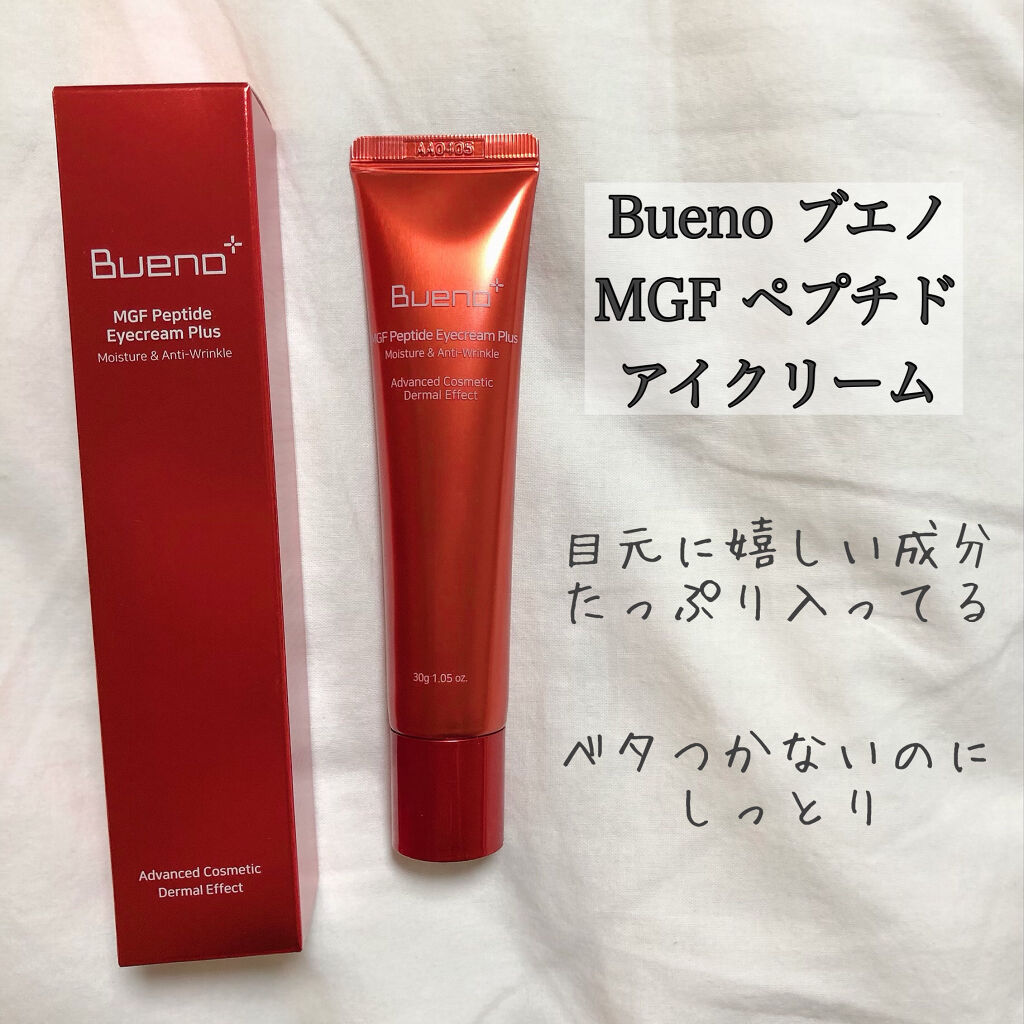 Bueno+
MGF Peptide
Eyecream Plus
Moisture & Anti-Wrinkle
Advanced Cosmetic
Dermal Effect
AA0405
Bueno+
MGF Peptide Eyecream Plus
Moisture & Anti-Wrinkle
Advanced Cosmetic
Dermal Effect
30g 1.05 oz.
Bueno ブエノ
MGF ペプチド
アイクリーム
目元に嬉しい成分
たっぷり入ってる
ベタつかないのに
しっとり